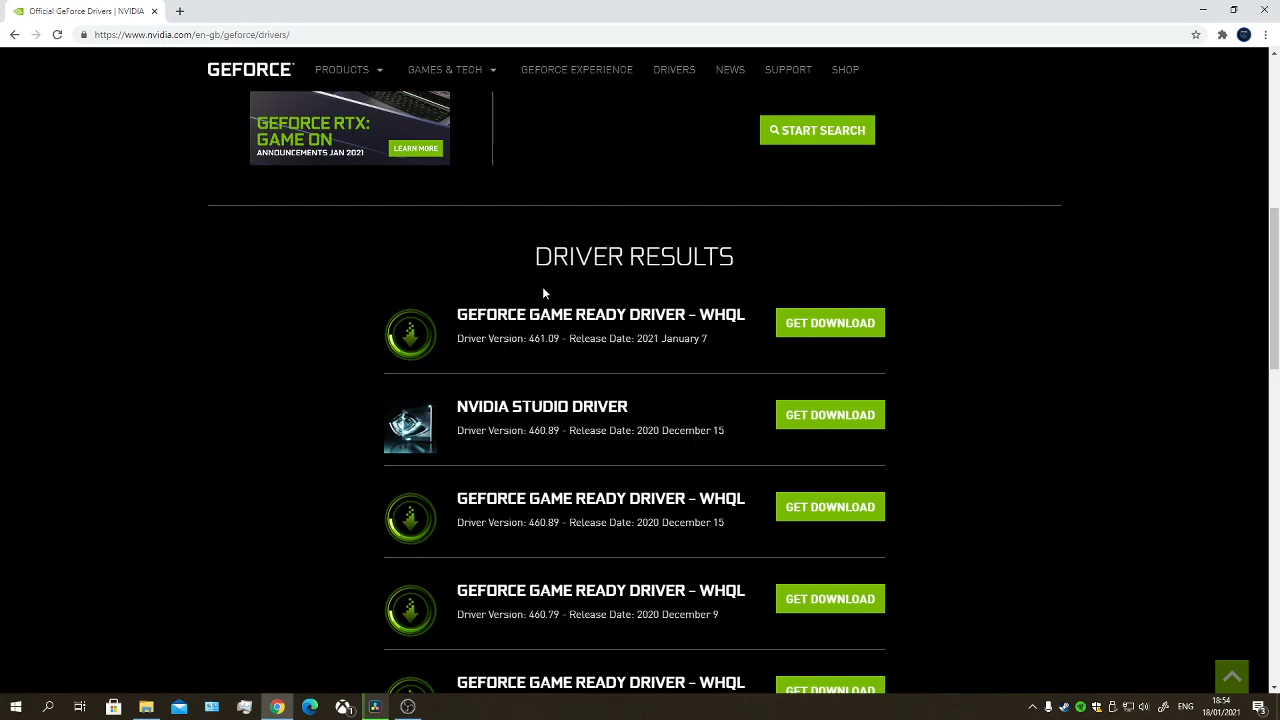 Official Drivers | NVIDIA
https://www.nvidia.com/en-gb/geforce/drivers/
GEFORCE
PRODUCTS
GAMES & TECH
GEFORCE EXPERIENCE
DRIVERS
NEWS
SUPPORT
SHOP
GEFORCE RTX:
GAME ON
ANNOUNCEMENTS JAN 2021
LEARN MORE
START SEARCH
DRIVER RESULTS
GEFORCE GAME READY DRIVER - WHQL
Driver Version: 461.09 - Release Date: 2021 January 7
GET DOWNLOAD
NVIDIA STUDIO DRIVER
Driver Version: 460.89 - Release Date: 2020 December 15
GET DOWNLOAD
GEFORCE GAME READY DRIVER - WHQL
Driver Version: 460.89 - Release Date: 2020 December 15
GET DOWNLOAD
GEFORCE GAME READY DRIVER - WHQL
Driver Version: 460.79 - Release Date: 2020 December 9
GET DOWNLOAD
GEFORCE GAME READY DRIVER - WHQL
GET DOWNLOAD
18:54
18/01/2021